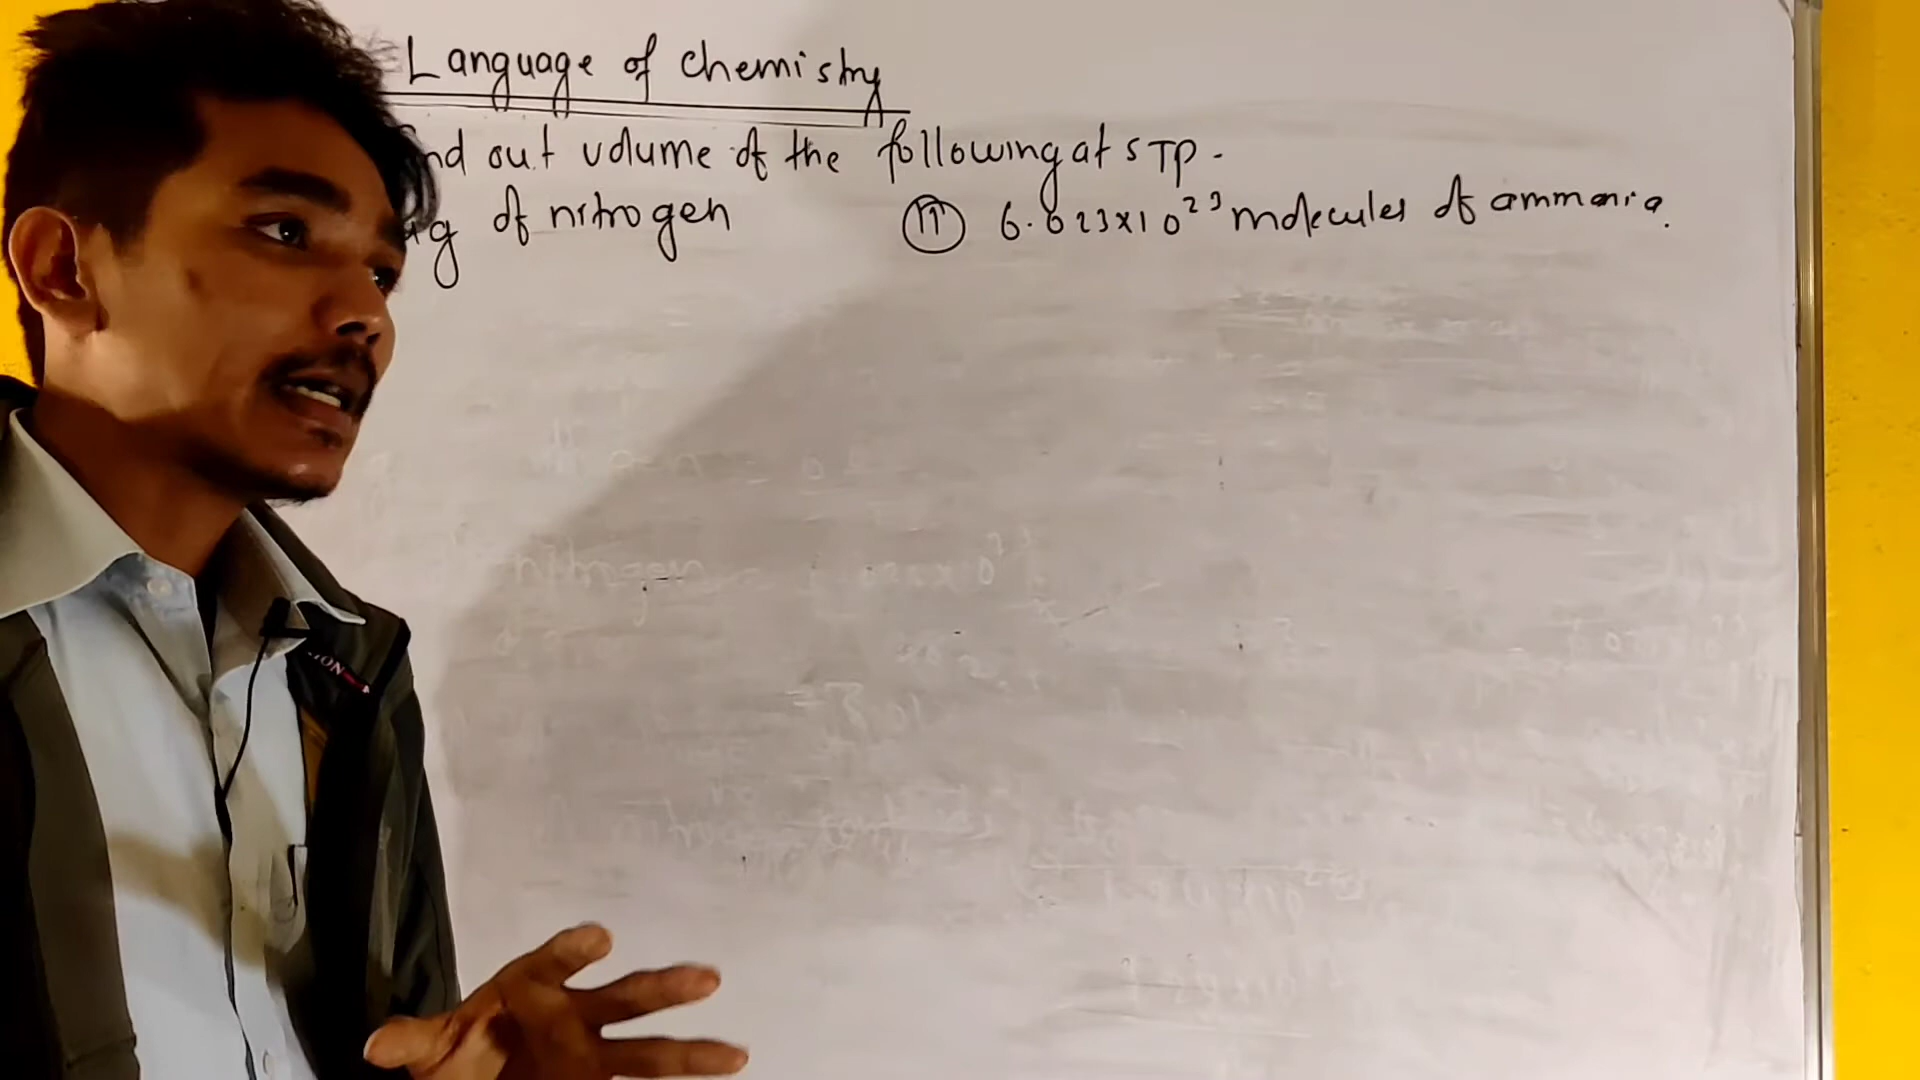 Language of chemistry
nd out volume of the following at STP.
g of nitrogen (II) 6.023x10²³ molecules of ammonia.